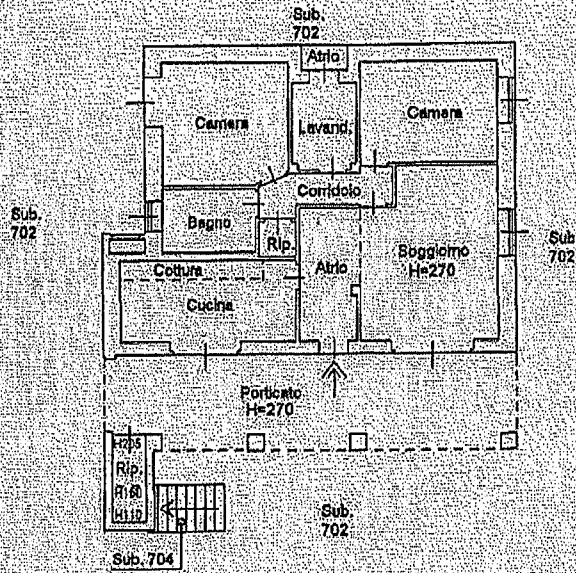 Sub.
702
Atrio
Camera
Lavand.
Camera
Corridoio
Sub.
702
Bagno
Rip.
Atrio
Soggiorno
H=270
Sub.
702
Cottura
Cucina
Porticato
H=270
H205
Rip.
H160
H110
Sub.
702
Sub. 704